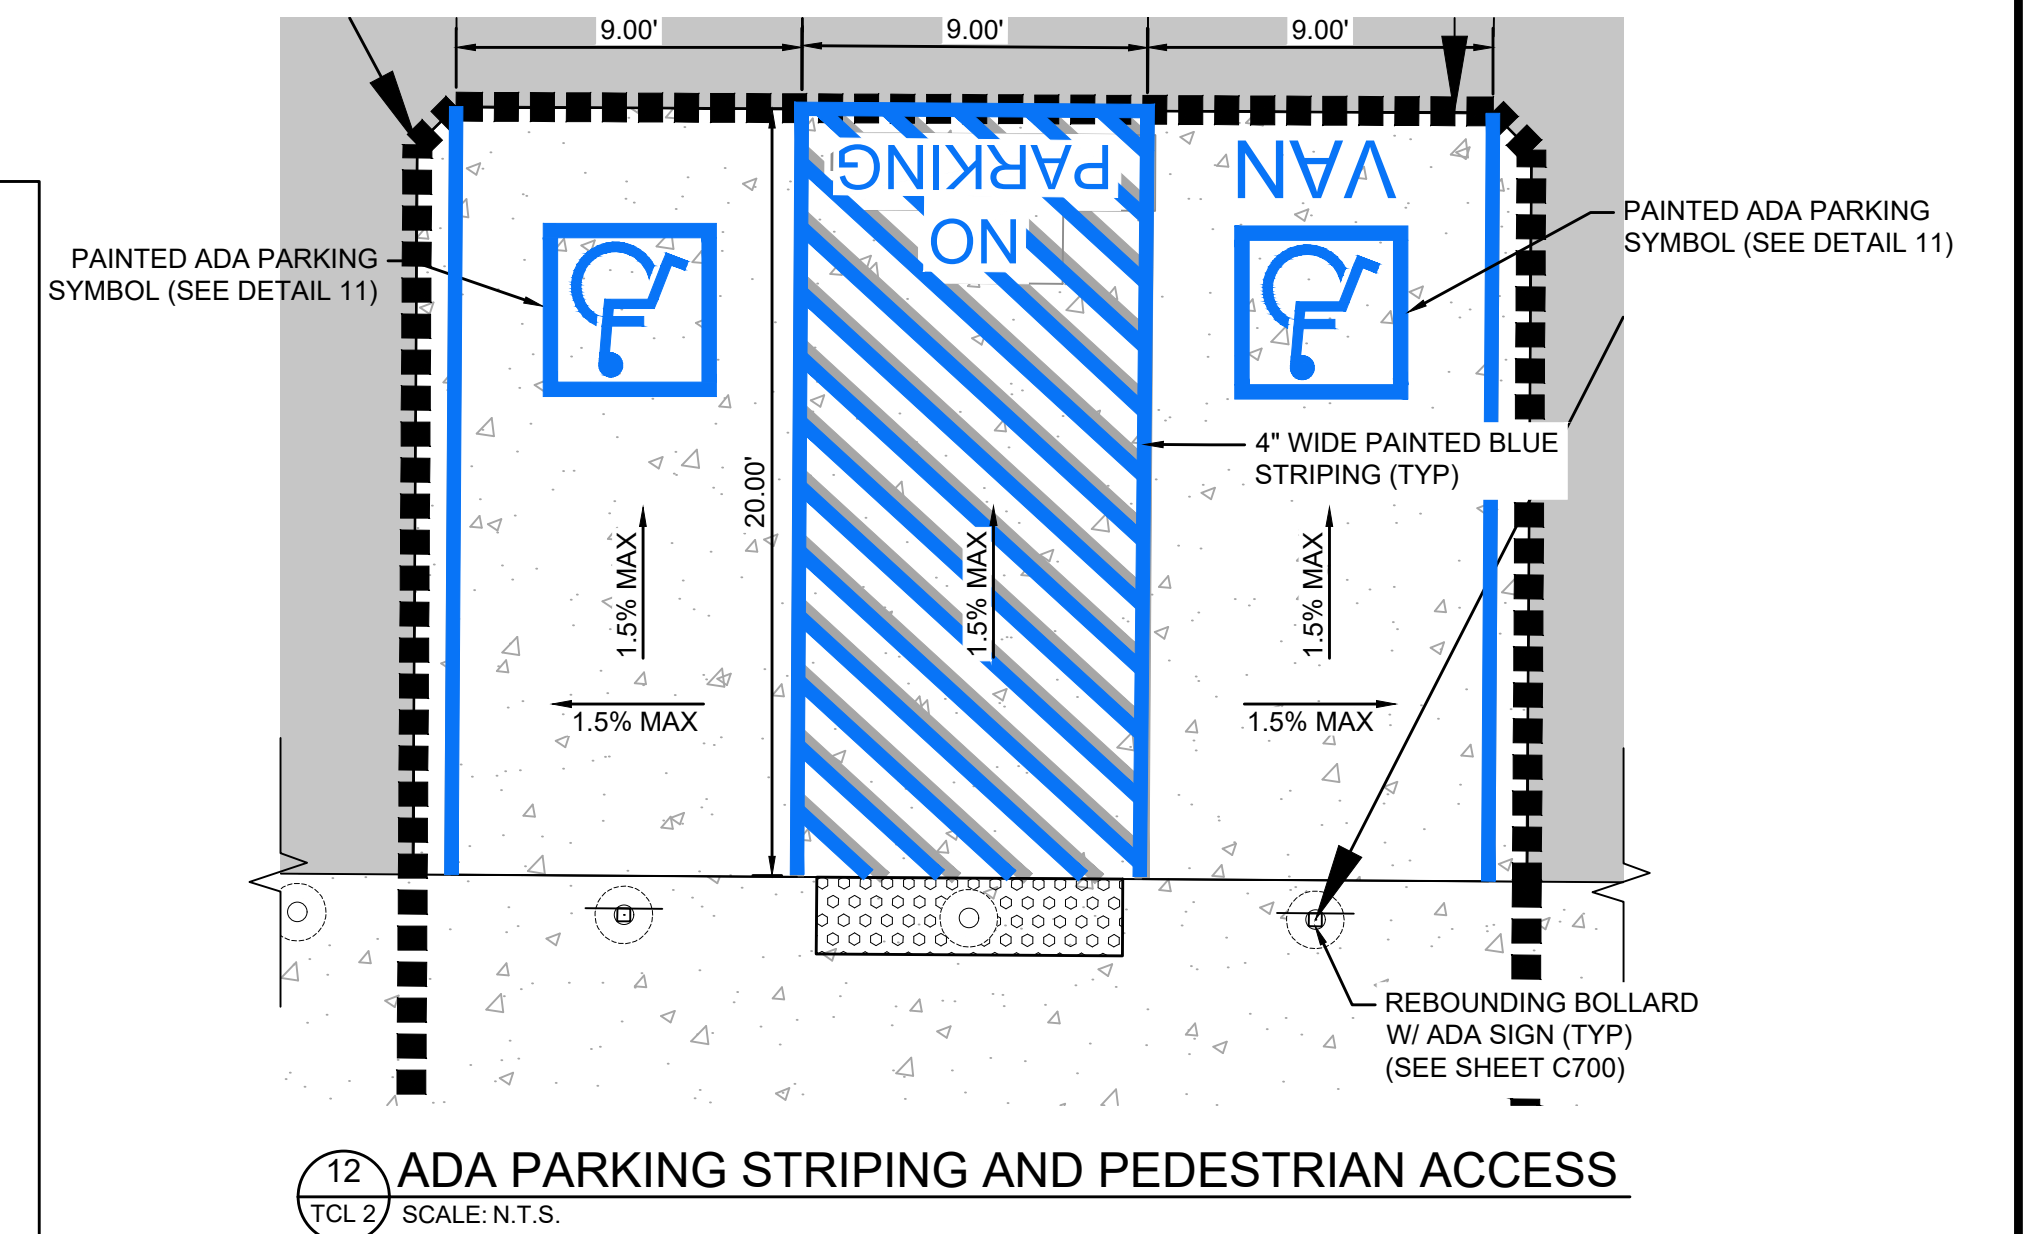 9.00'
9.00'
9.00'
NO
PARKING
VAN
PAINTED ADA PARKING
SYMBOL (SEE DETAIL 11)
PAINTED ADA PARKING
SYMBOL (SEE DETAIL 11)
4" WIDE PAINTED BLUE
STRIPING (TYP)
20.00'
1.5% MAX
1.5% MAX
1.5% MAX
1.5% MAX
1.5% MAX
REBOUNDING BOLLARD
W/ ADA SIGN (TYP)
(SEE SHEET C700)
12
ADA PARKING STRIPING AND PEDESTRIAN ACCESS
TCL 2
SCALE: N.T.S.